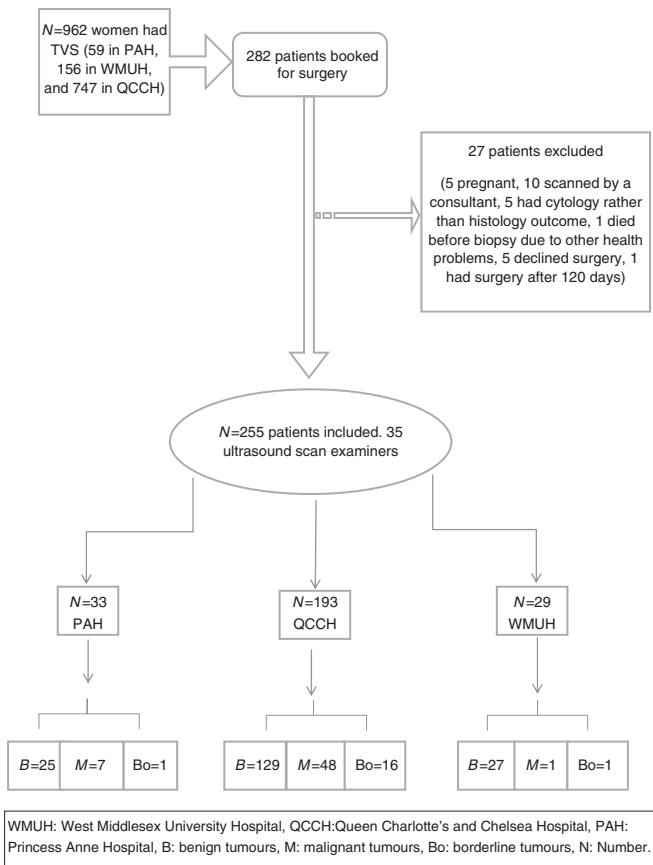 N=962 women had
TVS (59 in PAH,
156 in WMUH,
and 747 in QCCH)
282 patients booked
for surgery
27 patients excluded
(5 pregnant, 10 scanned by a
consultant, 5 had cytology rather
than histology outcome, 1 died
before biopsy due to other health
problems, 5 declined surgery, 1
had surgery after 120 days)
N=255 patients included. 35
ultrasound scan examiners
N=33
PAH
N=193
QCCH
N=29
WMUH
B=25 M=7 Bo=1
B=129 M=48 Bo=16
B=27 M=1 Bo=1
WMUH: West Middlesex University Hospital, QCCH:Queen Charlotte's and Chelsea Hospital, PAH:
Princess Anne Hospital, B: benign tumours, M: malignant tumours, Bo: borderline tumours, N: Number.